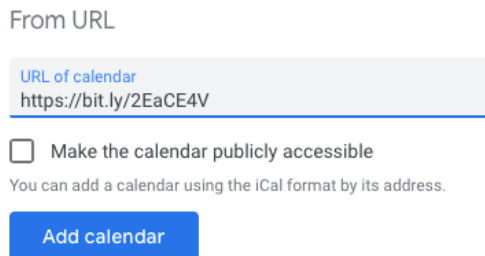 From URL
URL of calendar
https://bit.ly/2EaCE4V
Make the calendar publicly accessible
You can add a calendar using the iCal format by its address.
Add calendar